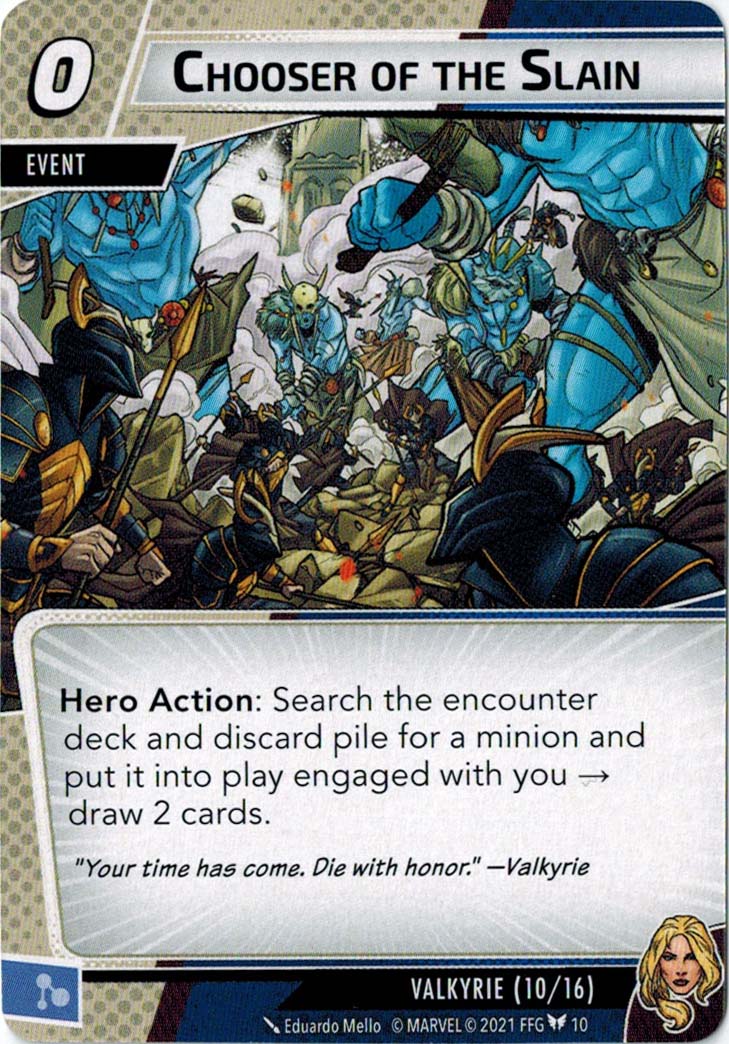 0
CHOOSER OF THE SLAIN
EVENT
Hero Action: Search the encounter
deck and discard pile for a minion and
put it into play engaged with you →
draw 2 cards.
"Your time has come. Die with honor." —Valkyrie
VALKYRIE (10/16)
Eduardo Mello © MARVEL © 2021 FFG 10